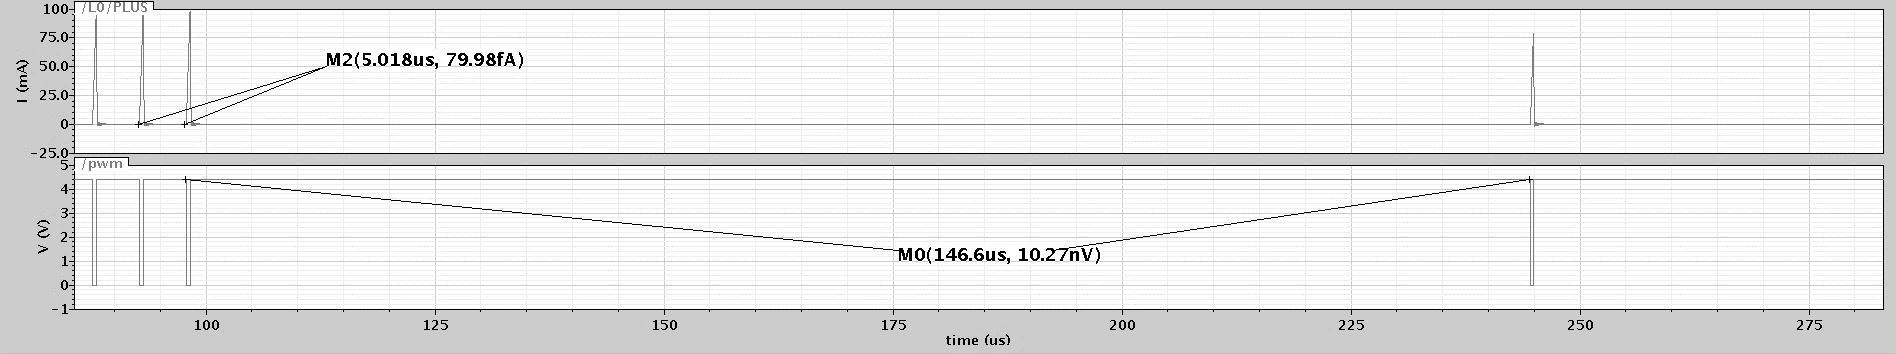 /L0/PLUS
100
75.0
50.0
25.0
0
-25.0
I (mA)
M2(5.018us, 79.98fA)
/pwm
5
4
3
2
1
0
-1
V (V)
M0(146.6us, 10.27nV)
100 125 150 175 200 225 250 275
time (us)